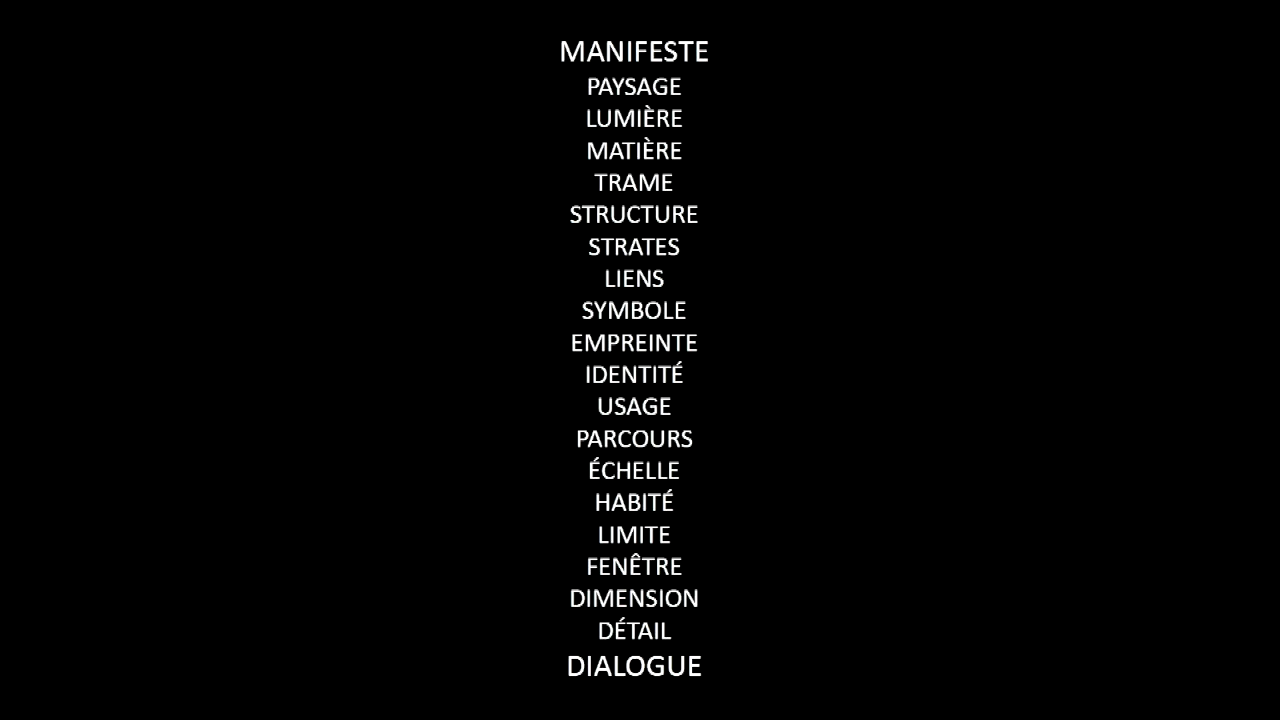 MANIFESTE
PAYSAGE
LUMIÈRE
MATIÈRE
TRAME
STRUCTURE
STRATES
LIENS
SYMBOLE
EMPREINTE
IDENTITÉ
USAGE
PARCOURS
ÉCHELLE
HABITÉ
LIMITE
FENÊTRE
DIMENSION
DÉTAIL
DIALOGUE